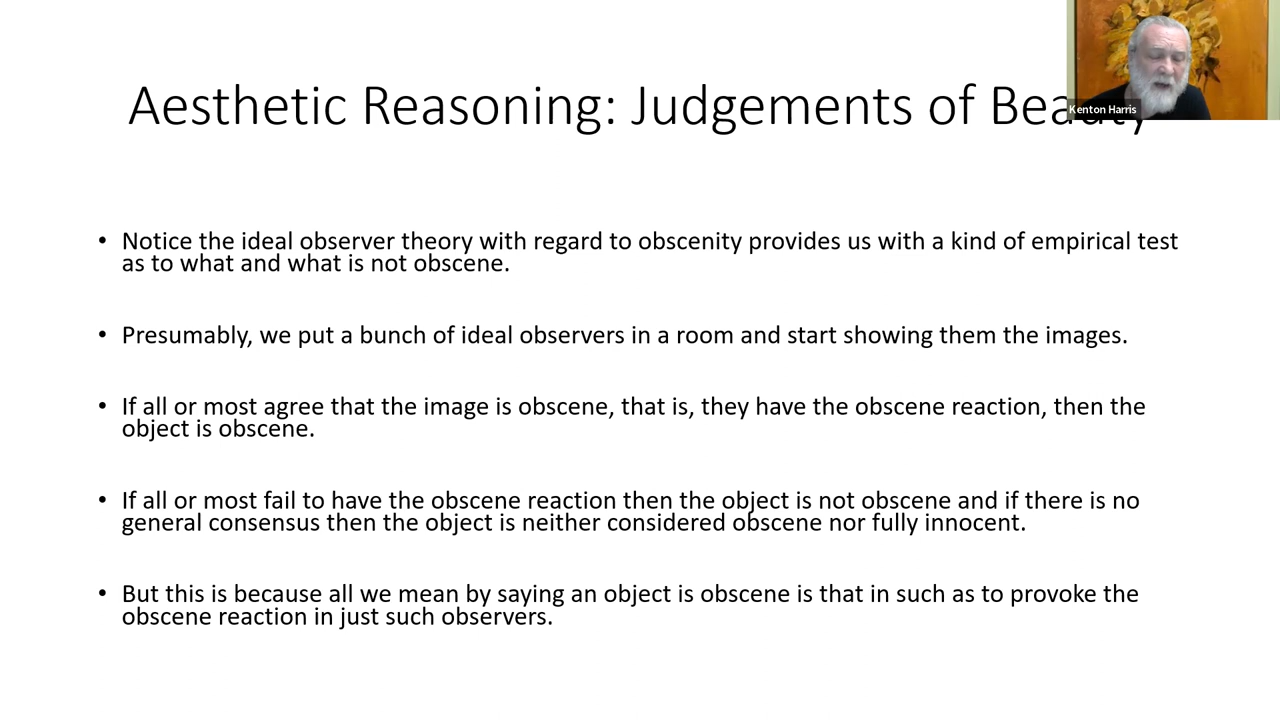 Aesthetic Reasoning: Judgements of Beauty
Kenton Harris
• Notice the ideal observer theory with regard to obscenity provides us with a kind of empirical test
as to what and what is not obscene.
• Presumably, we put a bunch of ideal observers in a room and start showing them the images.
• If all or most agree that the image is obscene, that is, they have the obscene reaction, then the
object is obscene.
• If all or most fail to have the obscene reaction then the object is not obscene and if there is no
general consensus then the object is neither considered obscene nor fully innocent.
• But this is because all we mean by saying an object is obscene is that in such as to provoke the
obscene reaction in just such observers.